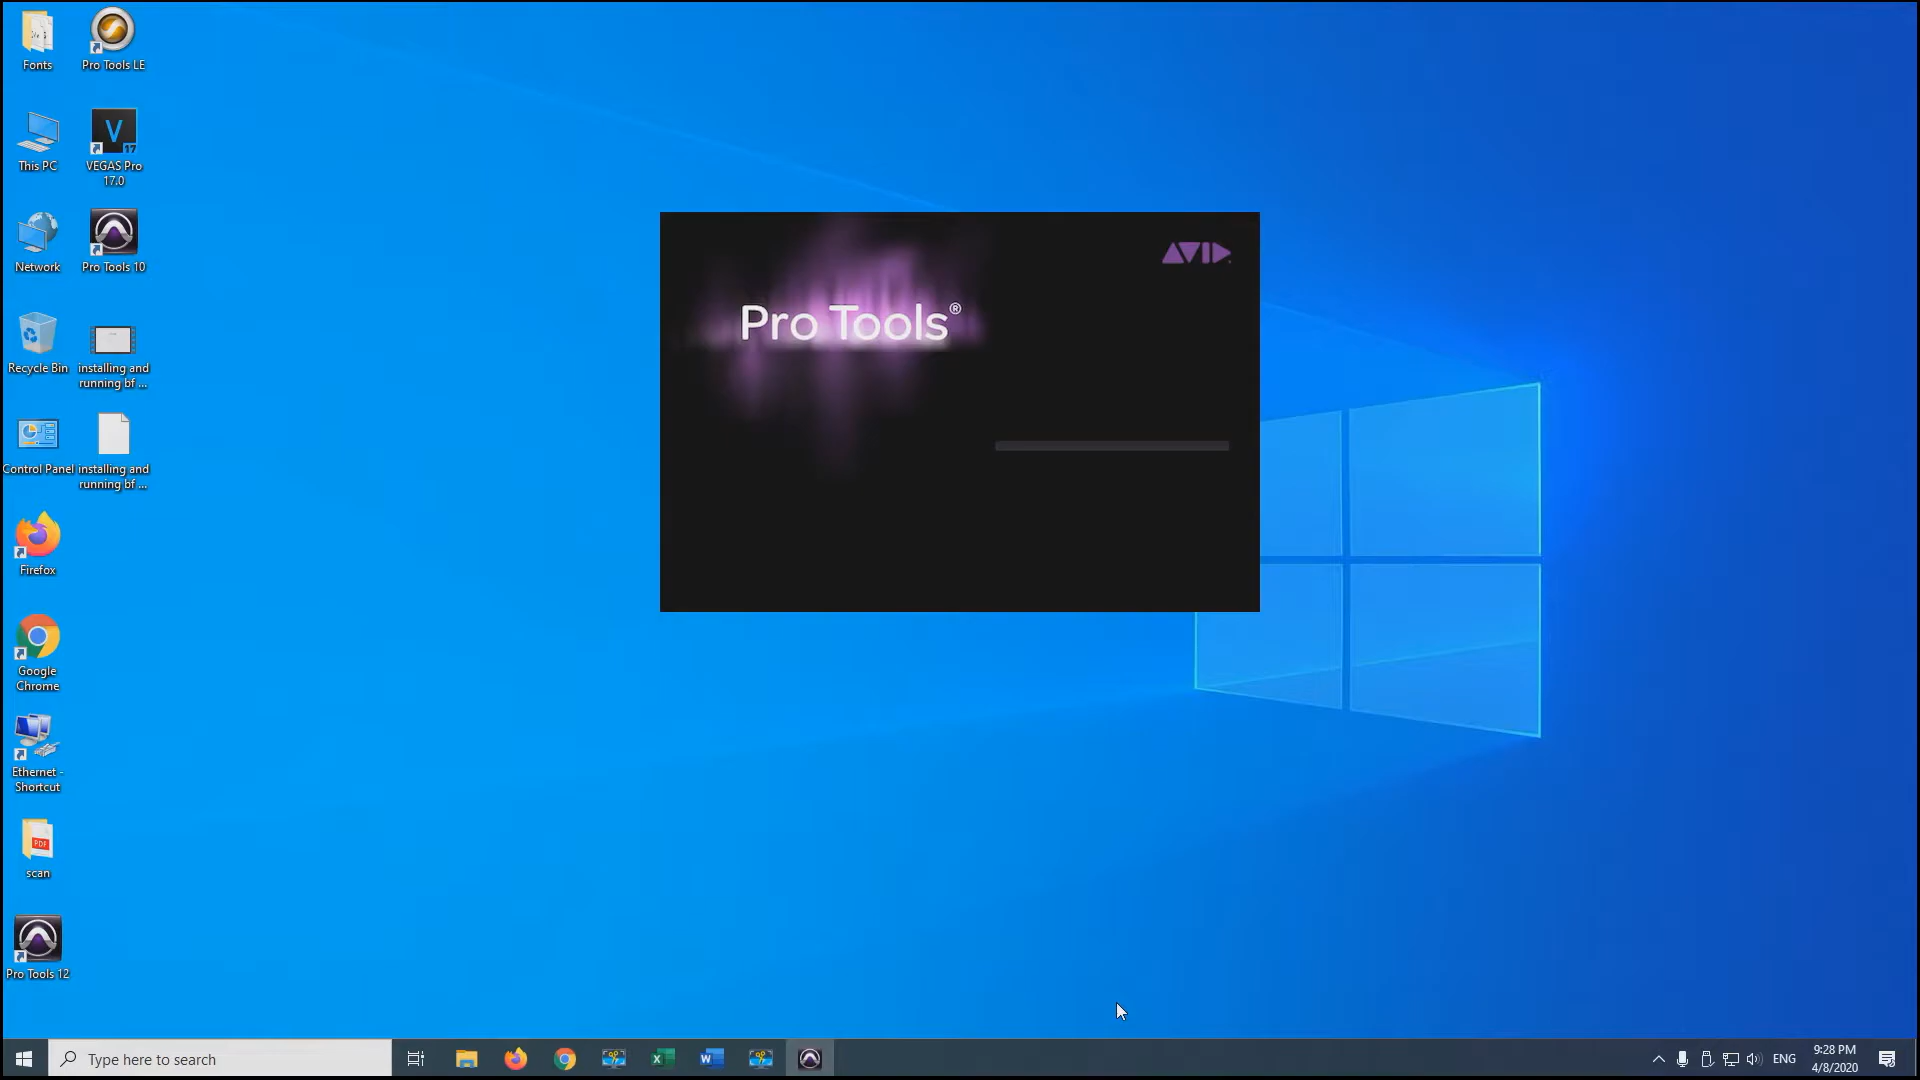 Fonts
Pro Tools LE
This PC
VEGAS Pro
17.0
Network
Pro Tools 10
Recycle Bin
installing and
running bf ...
Control Panel
installing and
running bf ...
Firefox
Google
Chrome
Ethernet -
Shortcut
PDF
scan
Pro Tools 12
AVID
Pro Tools®
Type here to search
ENG
9:28 PM
4/8/2020